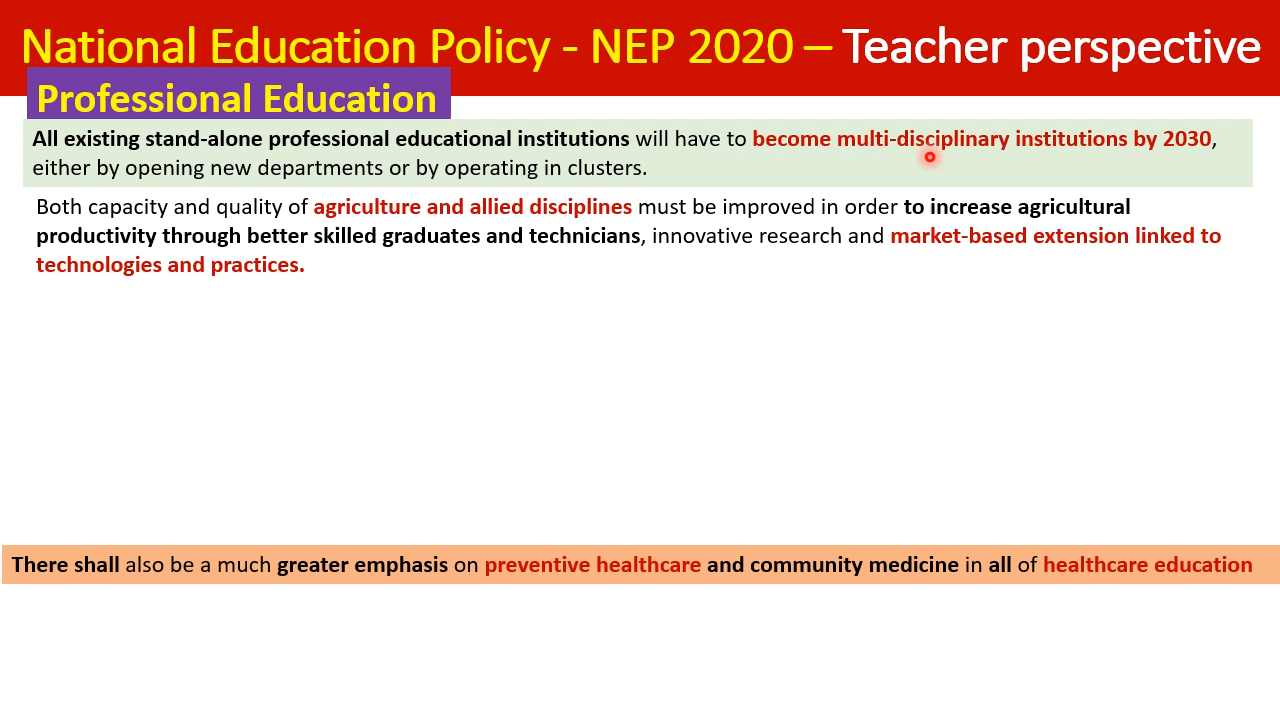 National Education Policy - NEP 2020 – Teacher perspective
Professional Education
All existing stand-alone professional educational institutions will have to become multi-disciplinary institutions by 2030,
either by opening new departments or by operating in clusters.
Both capacity and quality of agriculture and allied disciplines must be improved in order to increase agricultural
productivity through better skilled graduates and technicians, innovative research and market-based extension linked to
technologies and practices.
There shall also be a much greater emphasis on preventive healthcare and community medicine in all of healthcare education